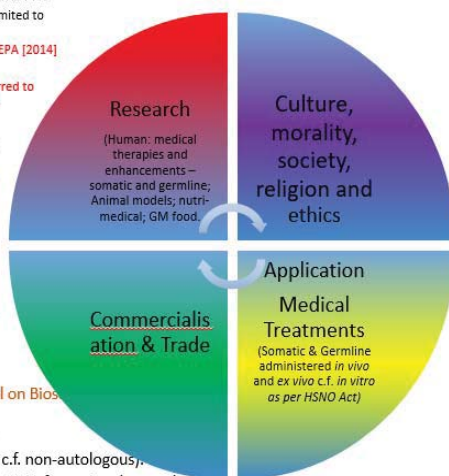 mited to
EPA [2014]
red to
Research
(Human: medical
therapies and
enhancements –
somatic and germline;
Animal models; nutri-
medical; GM food.
Culture,
morality,
society,
religion and
ethics
Commercialis
ation & Trade
Application
Medical
Treatments
(Somatic & Germline
administered in vivo
and ex vivo c.f. in vitro
as per HSNO Act)
l on Bios
c.f. non-autologous).